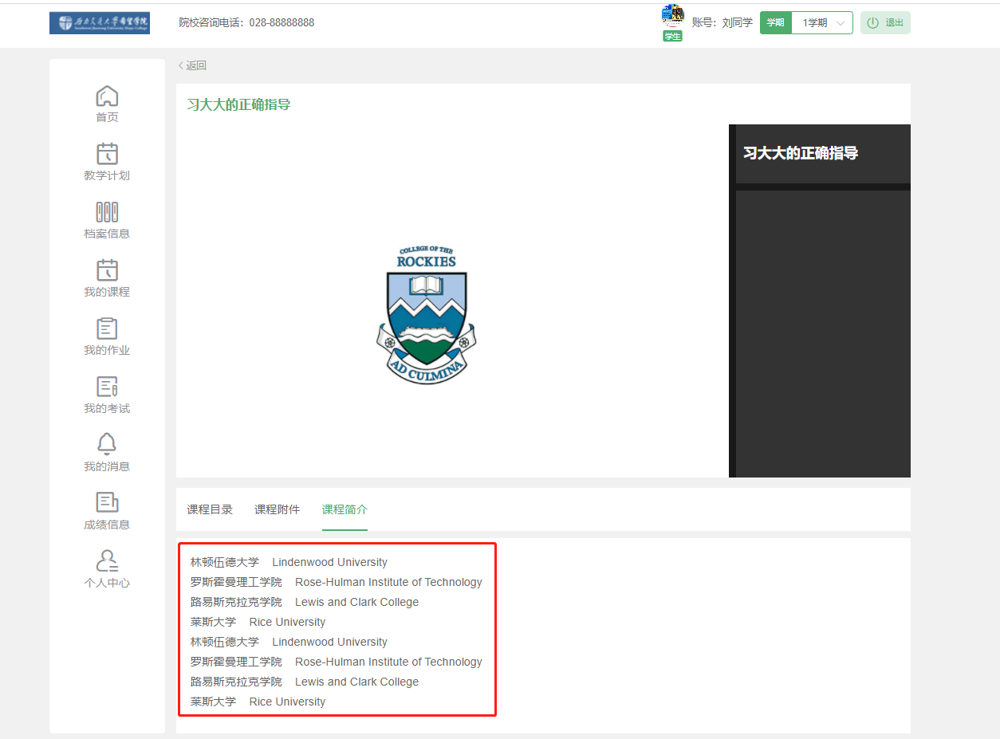 西南交通大学希望学院
Southwest Jiaotong University Hope College
院校咨询电话：028-88888888
学生
账号：刘同学
学期
1学期
退出
返回
首页
教学计划
档案信息
我的课程
我的作业
我的考试
我的消息
成绩信息
个人中心
习大大的正确指导
习大大的正确指导
COLLEGE OF THE
ROCKIES
AD CULMINA
课程目录 课程附件 课程简介
林顿伍德大学 Lindenwood University
罗斯霍曼理工学院 Rose-Hulman Institute of Technology
路易斯克拉克学院 Lewis and Clark College
莱斯大学 Rice University
林顿伍德大学 Lindenwood University
罗斯霍曼理工学院 Rose-Hulman Institute of Technology
路易斯克拉克学院 Lewis and Clark College
莱斯大学 Rice University